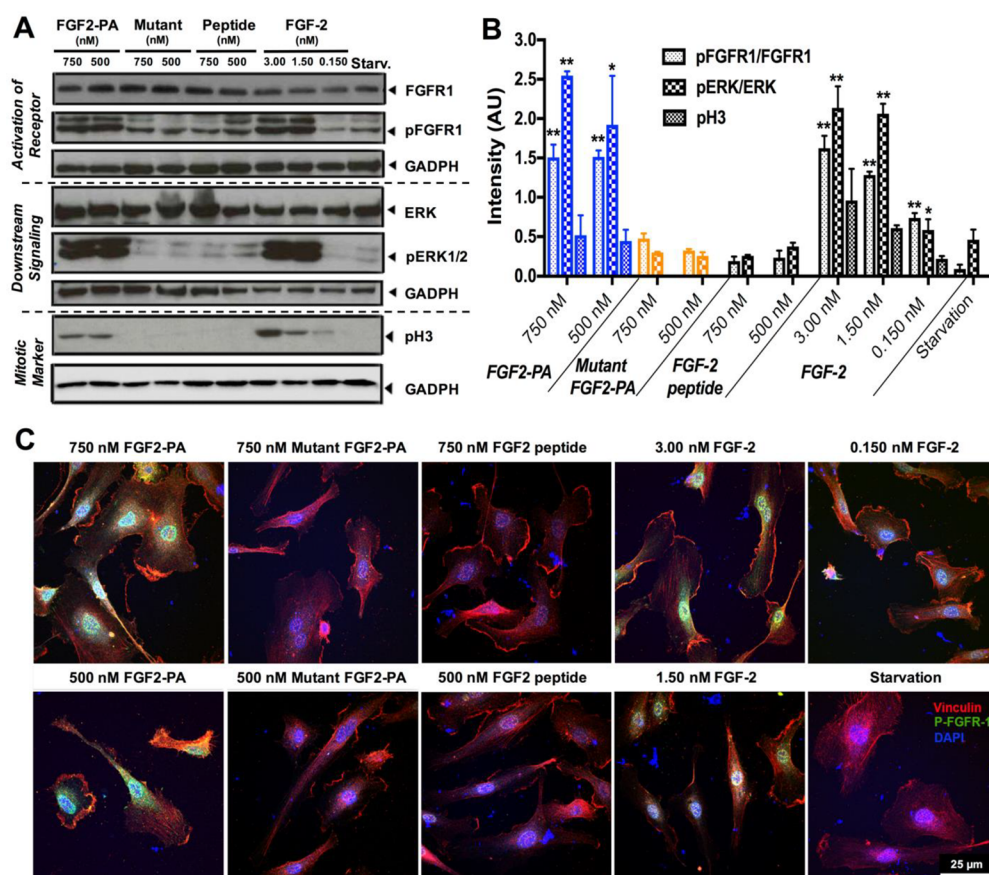 A
FGF2-PA Mutant Peptide FGF-2
(nM) (nM) (nM) (nM)
750 500 750 500 750 500 3.00 1.50 0.150 Starv.
Activation of Receptor
FGFR1
pFGFR1
GADPH
Downstream Signaling
ERK
pERK1/2
GADPH
Mitotic Marker
pH3
GADPH
B
Intensity (AU)
3.0
2.5
2.0
1.5
1.0
0.5
0.0
pFGFR1/FGFR1
pERK/ERK
pH3
** ** ** * ** ** ** ** ** *
750 nM 500 nM 750 nM 500 nM 750 nM 500 nM 3.00 nM 1.50 nM 0.150 nM Starvation
FGF2-PA Mutant FGF2-PA FGF-2 peptide FGF-2
C
750 nM FGF2-PA 750 nM Mutant FGF2-PA 750 nM FGF2 peptide 3.00 nM FGF-2 0.150 nM FGF-2
500 nM FGF2-PA 500 nM Mutant FGF2-PA 500 nM FGF2 peptide 1.50 nM FGF-2 Starvation
Vinculin
P-FGFR-1
DAPI
25 µm